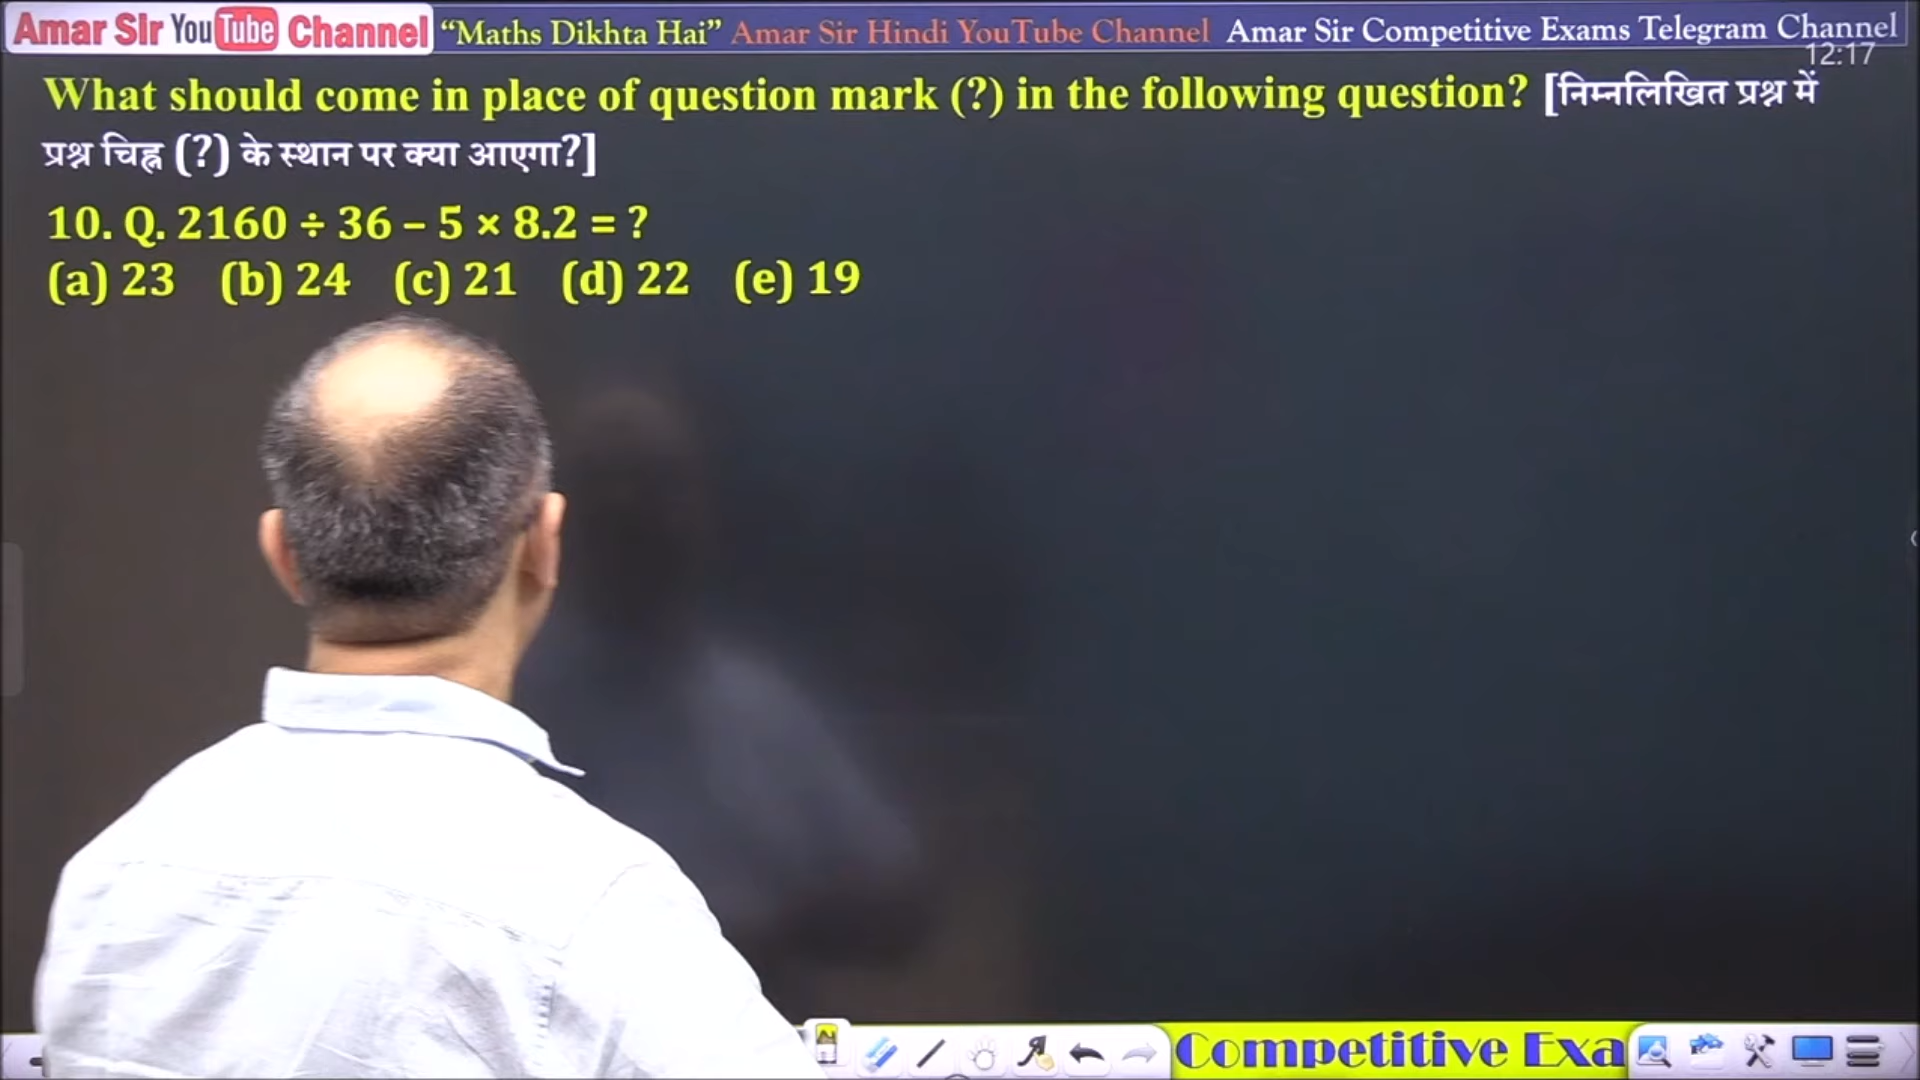 Amar Sir YouTube Channel "Maths Dikhta Hai" Amar Sir Hindi YouTube Channel Amar Sir Competitive Exams Telegram Channel
12:17
What should come in place of question mark (?) in the following question? [निम्नलिखित प्रश्न में
प्रश्न चिह्न (?) के स्थान पर क्या आएगा?]
10. Q. 2160 ÷ 36 – 5 × 8.2 = ?
(a) 23 (b) 24 (c) 21 (d) 22 (e) 19
Competitive Exa